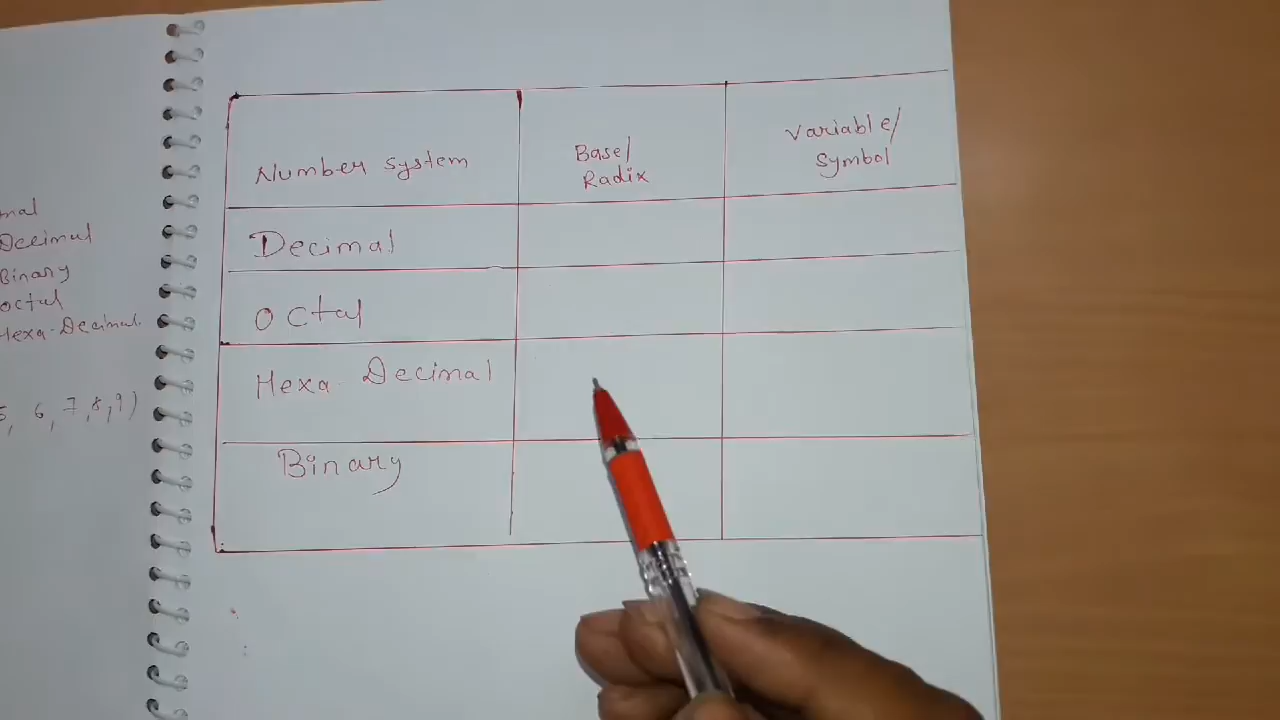 Decimal
Binary
octal
Hexa-Decimal.
5, 6, 7, 8, 9)
Number system
Base/
Radix
Variable/
Symbol
Decimal
Octal
Hexa-Decimal
Binary